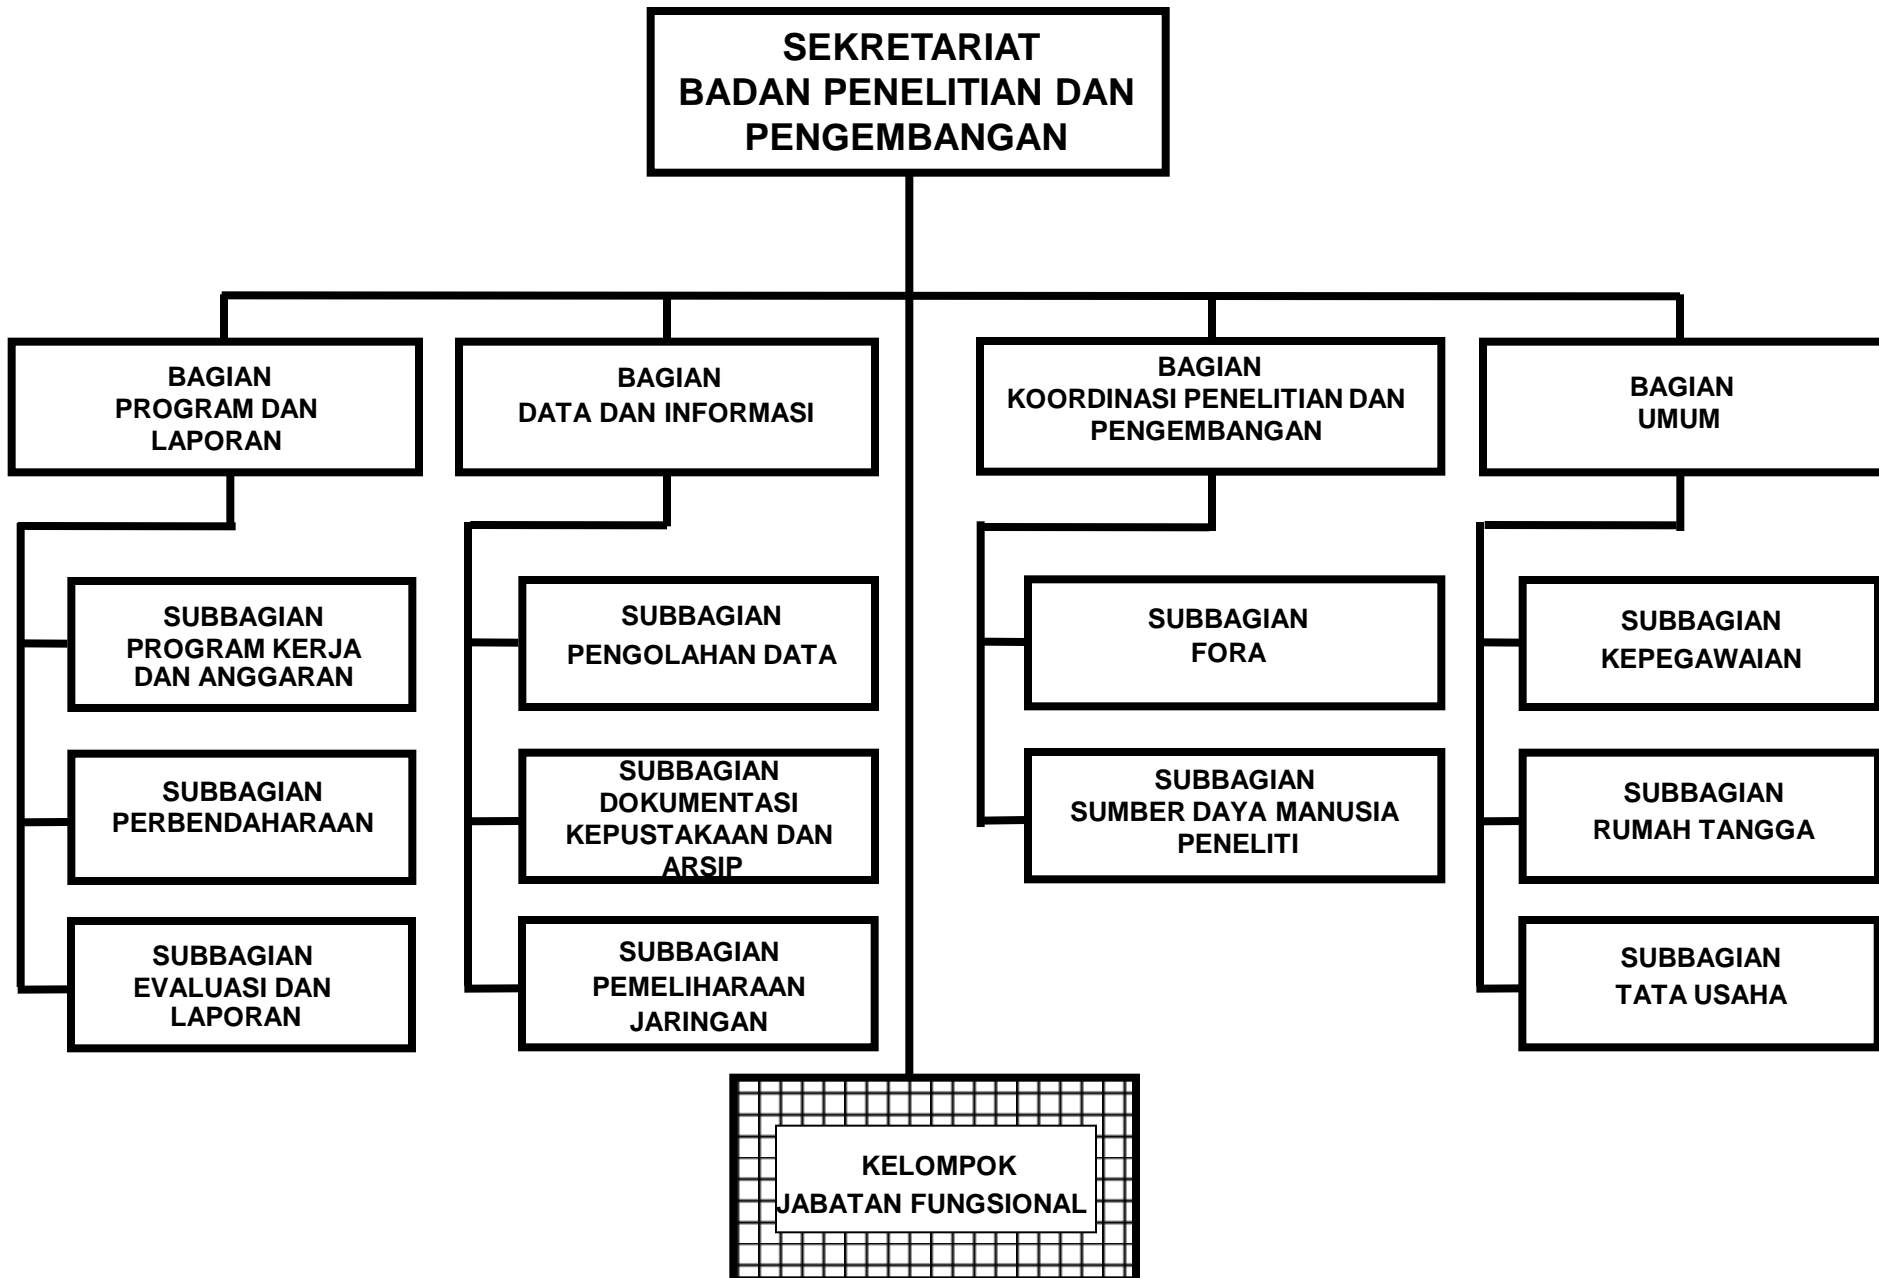 SEKRETARIAT
BADAN PENELITIAN DAN
PENGEMBANGAN
BAGIAN
PROGRAM DAN
LAPORAN
BAGIAN
DATA DAN INFORMASI
BAGIAN
KOORDINASI PENELITIAN DAN
PENGEMBANGAN
BAGIAN
UMUM
SUBBAGIAN
PROGRAM KERJA
DAN ANGGARAN
SUBBAGIAN
PENGOLAHAN DATA
SUBBAGIAN
FORA
SUBBAGIAN
KEPEGAWAIAN
SUBBAGIAN
PERBENDAHARAAN
SUBBAGIAN
DOKUMENTASI
KEPUSTAKAAN DAN
ARSIP
SUBBAGIAN
SUMBER DAYA MANUSIA
PENELITI
SUBBAGIAN
RUMAH TANGGA
SUBBAGIAN
EVALUASI DAN
LAPORAN
SUBBAGIAN
PEMELIHARAAN
JARINGAN
SUBBAGIAN
TATA USAHA
KELOMPOK
JABATAN FUNGSIONAL